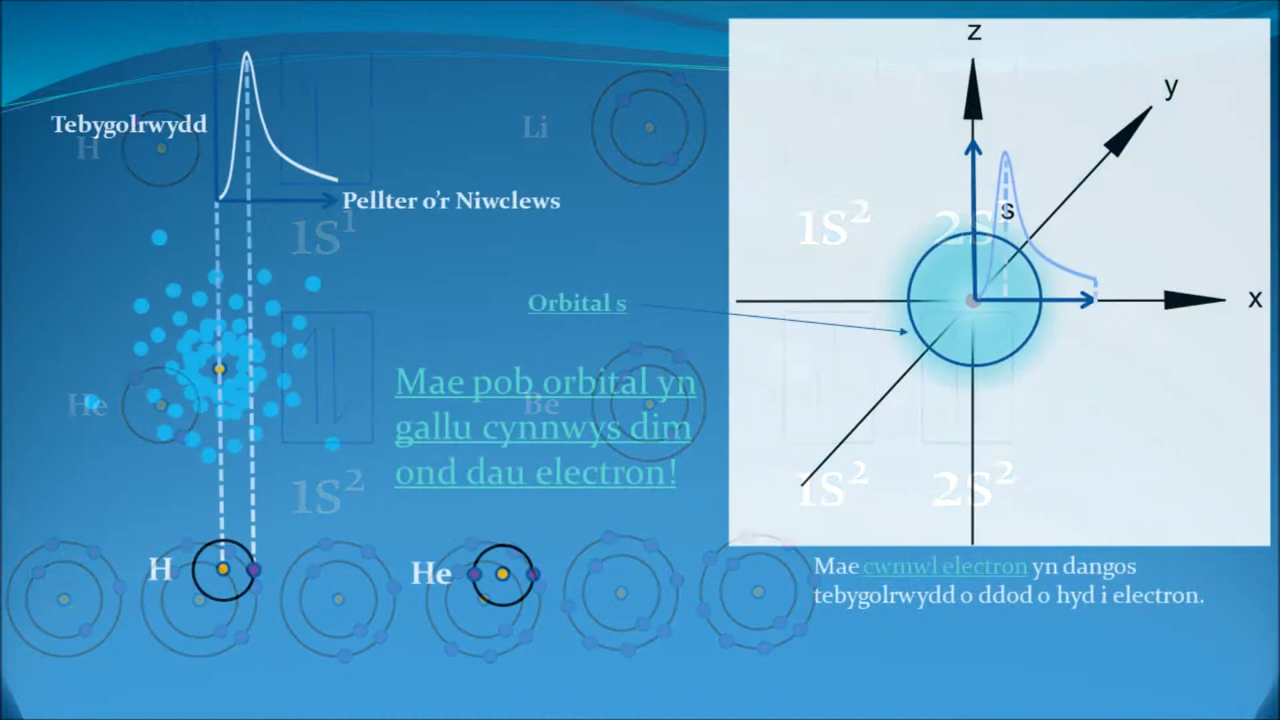 Tebygolrwydd
H
Li
Pellter o'r Niwclews
1S¹
Orbital s
Mae pob orbital yn
gallu cynnwys dim
ond dau electron!
He
Be
1S²
H
He
z
y
x
s
1S²
2S¹
1S²
2S²
Mae cwmwl electron yn dangos
tebygolrwydd o ddod o hyd i electron.